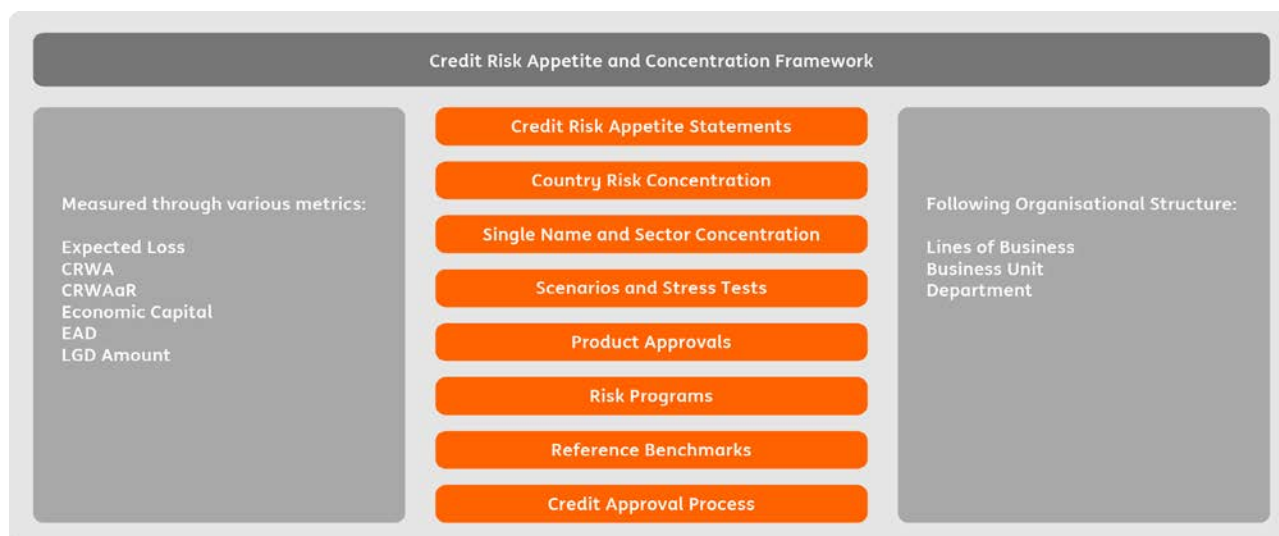 Credit Risk Appetite and Concentration Framework
Measured through various metrics:
Expected Loss
CRWA
CRWAaR
Economic Capital
EAD
LGD Amount
Credit Risk Appetite Statements
Country Risk Concentration
Single Name and Sector Concentration
Scenarios and Stress Tests
Product Approvals
Risk Programs
Reference Benchmarks
Credit Approval Process
Following Organisational Structure:
Lines of Business
Business Unit
Department